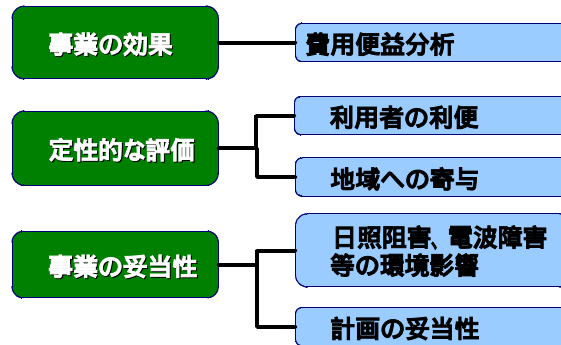 事業の効果
費用便益分析
定性的な評価
利用者の利便
地域への寄与
事業の妥当性
日照阻害、電波障害
等の環境影響
計画の妥当性